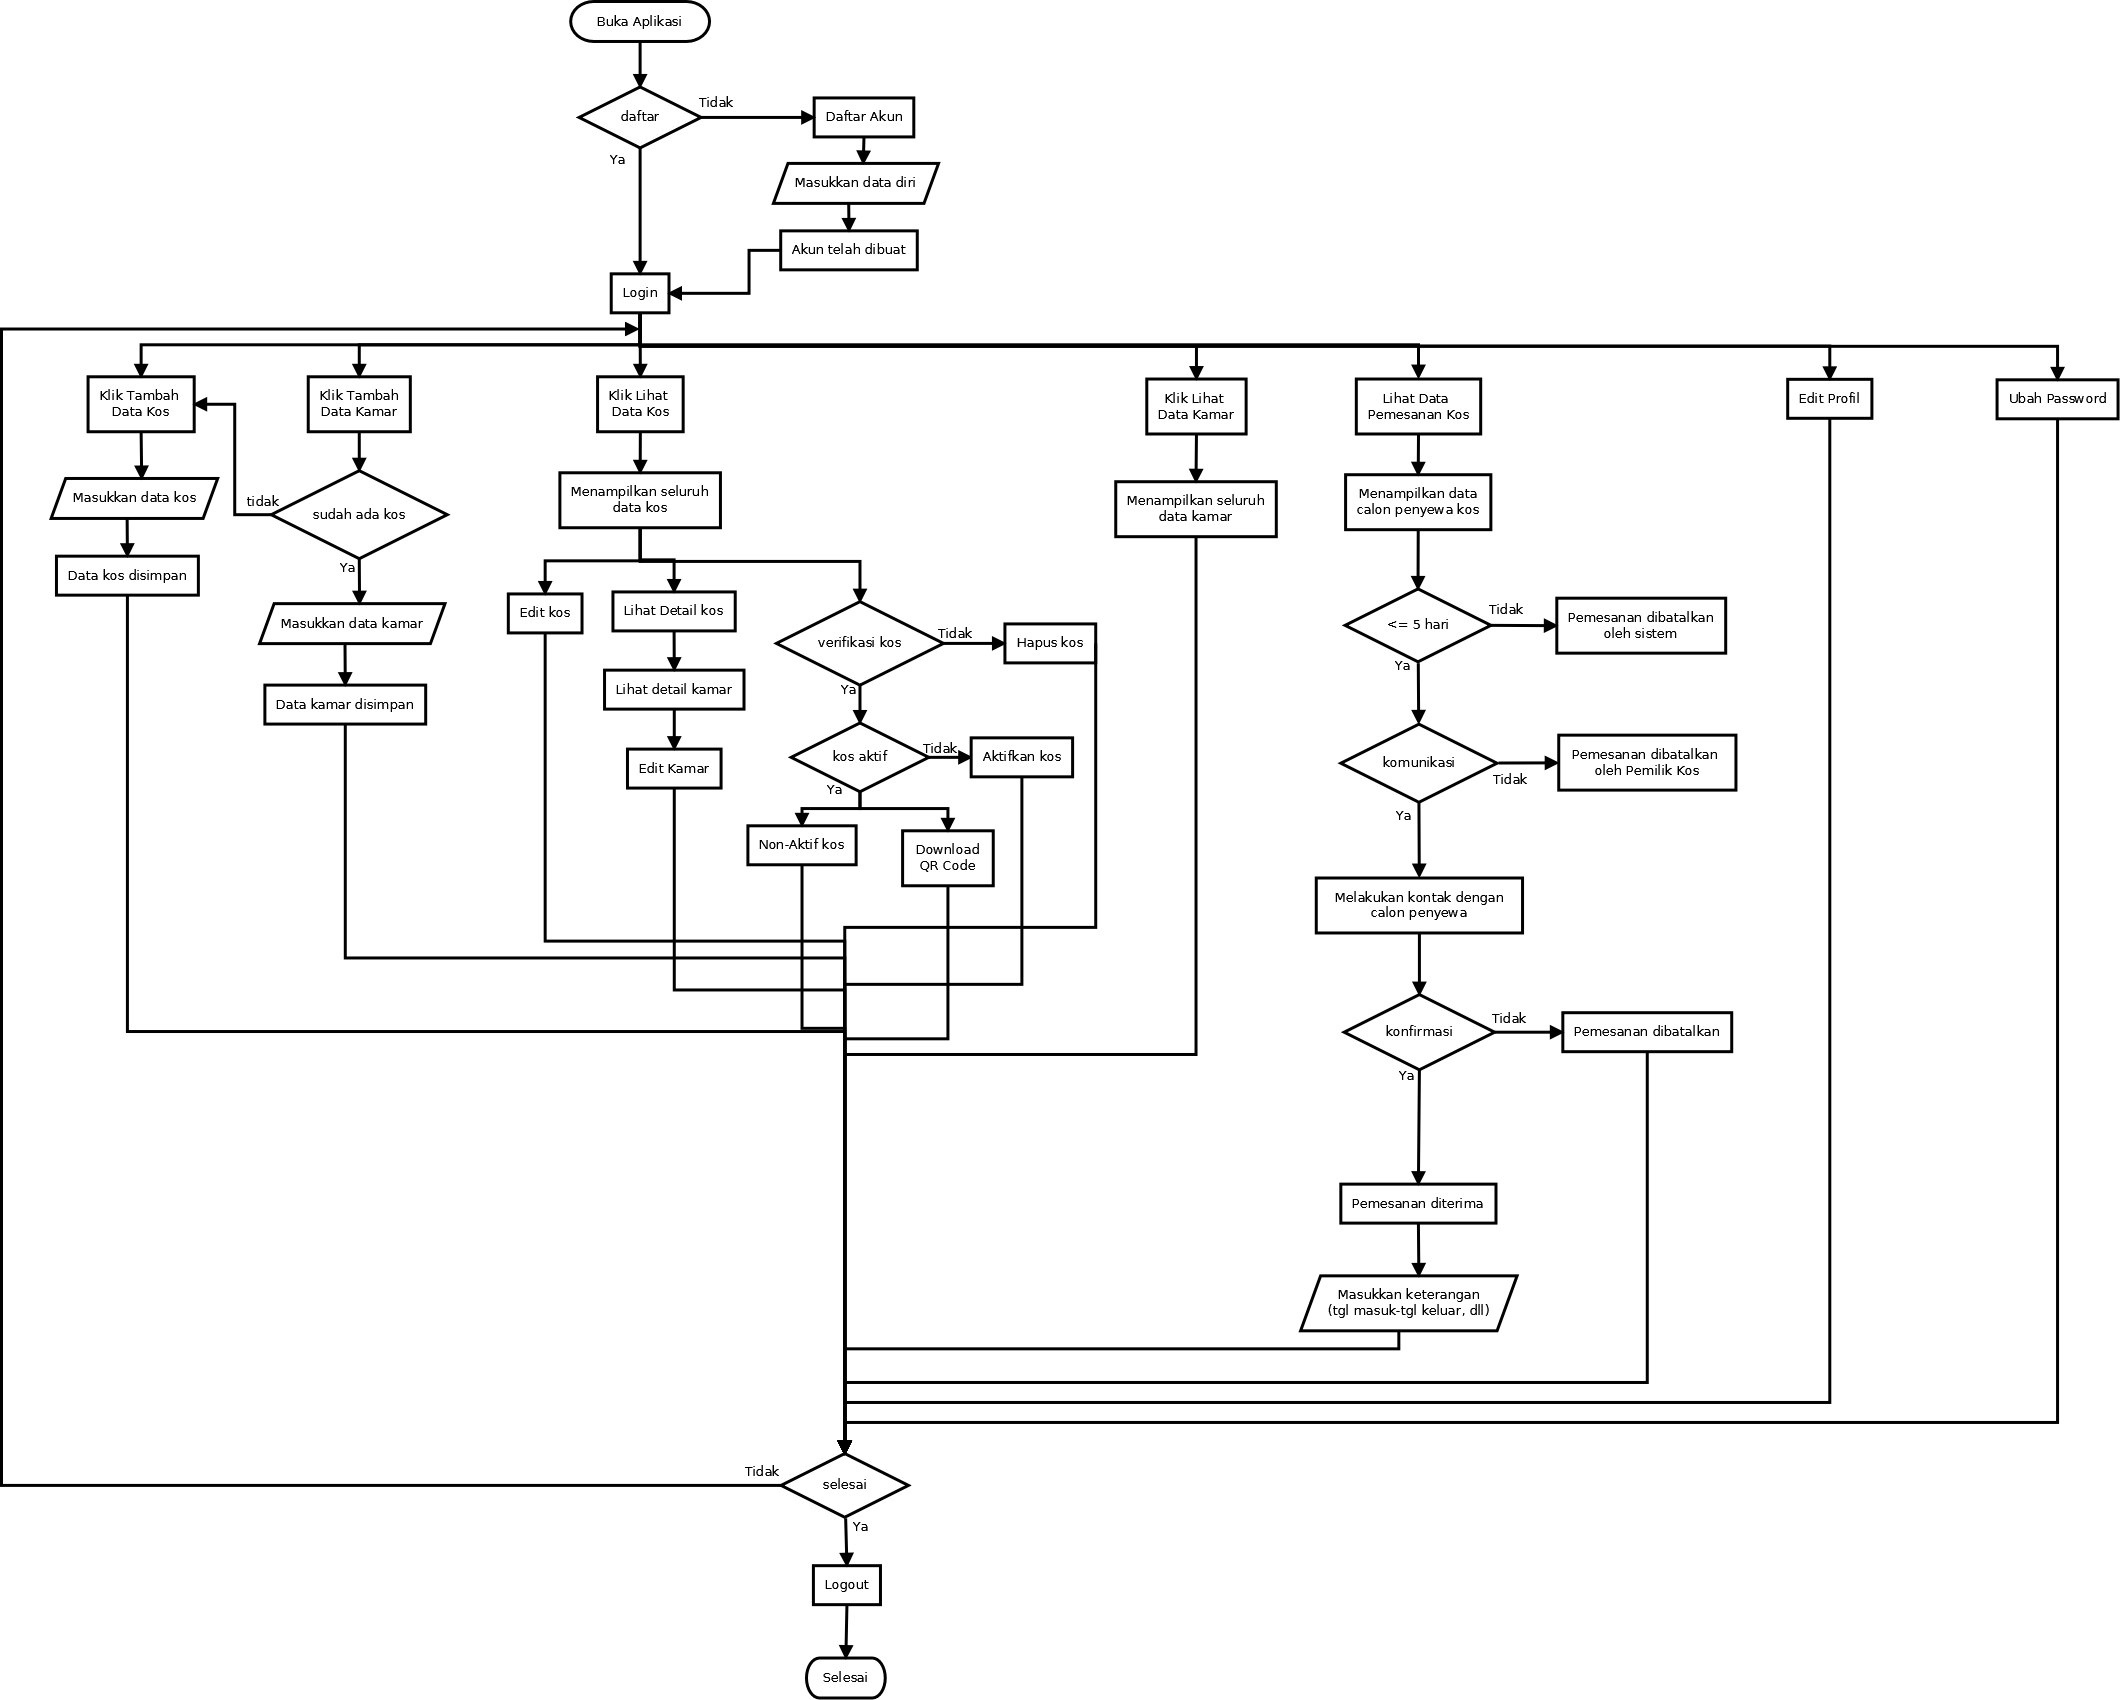 Buka Aplikasi
daftar
Tidak
Daftar Akun
Ya
Masukkan data diri
Akun telah dibuat
Login
Klik Tambah
Data Kos
Klik Tambah
Data Kamar
Klik Lihat
Data Kos
Klik Lihat
Data Kamar
Lihat Data
Pemesanan Kos
Edit Profil
Ubah Password
Masukkan data kos
tidak
sudah ada kos
Menampilkan seluruh
data kos
Menampilkan seluruh
data kamar
Menampilkan data
calon penyewa kos
Data kos disimpan
Ya
Masukkan data kamar
Data kamar disimpan
Edit kos
Lihat Detail kos
Lihat detail kamar
Edit Kamar
verifikasi kos
Tidak
Hapus kos
Ya
kos aktif
Tidak
Aktifkan kos
Ya
Non-Aktif kos
Download
QR Code
<= 5 hari
Tidak
Pemesanan dibatalkan
oleh sistem
Ya
komunikasi
Tidak
Pemesanan dibatalkan
oleh Pemilik Kos
Ya
Melakukan kontak dengan
calon penyewa
konfirmasi
Tidak
Pemesanan dibatalkan
Ya
Pemesanan diterima
Masukkan keterangan
(tgl masuk-tgl keluar, dll)
Tidak
selesai
Ya
Logout
Selesai